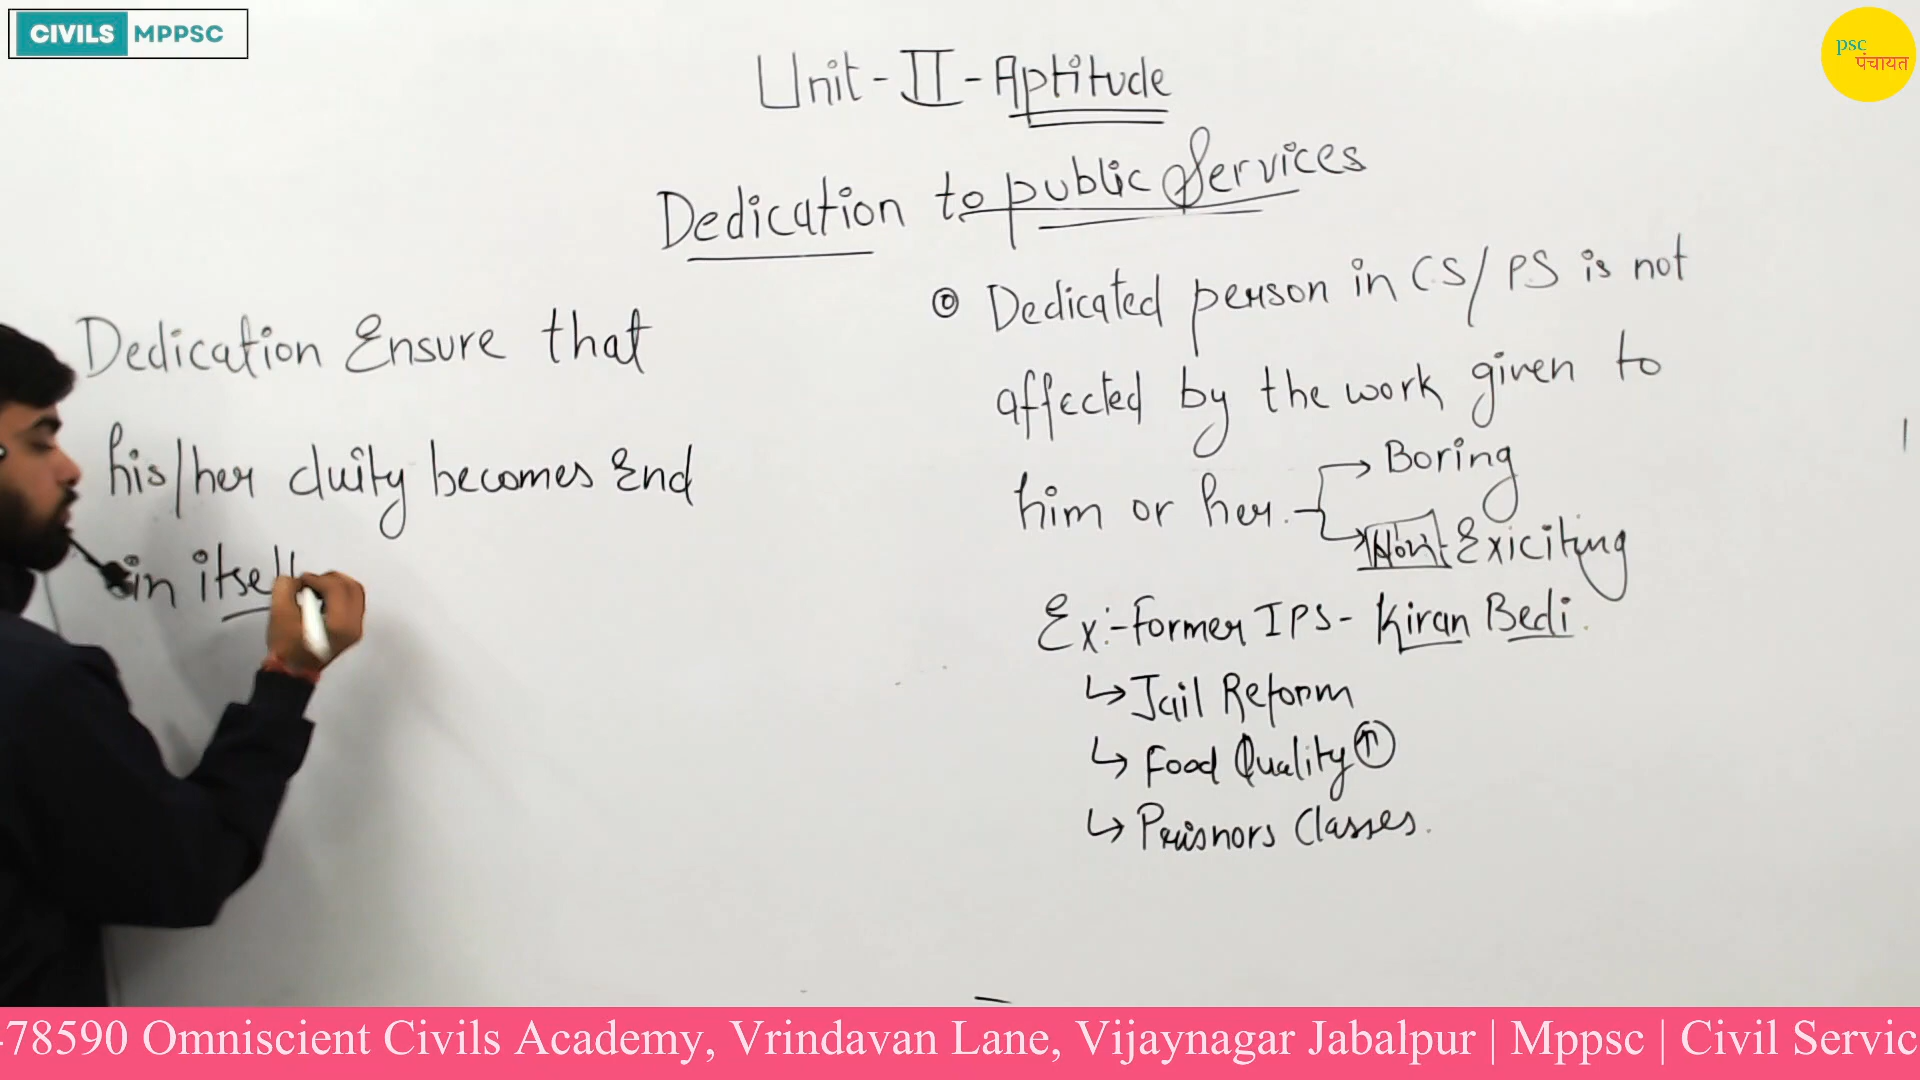 CIVILS MPPSC
psc
पंचायत
Unit - II - Aptitude
Dedication to public Services
Dedication Ensure that
his/her duity becomes End
in itself
⊙ Dedicated person in CS/PS is not
affected by the work given to
him or her.
→ Boring
→ Non Exiciting
Ex:- Former IPS - Kiran Bedi.
↳ Jail Reform
↳ Food Quality ↑
↳ Prisnors Classes.
-78590 Omniscient Civils Academy, Vrindavan Lane, Vijaynagar Jabalpur | Mppsc | Civil Servic